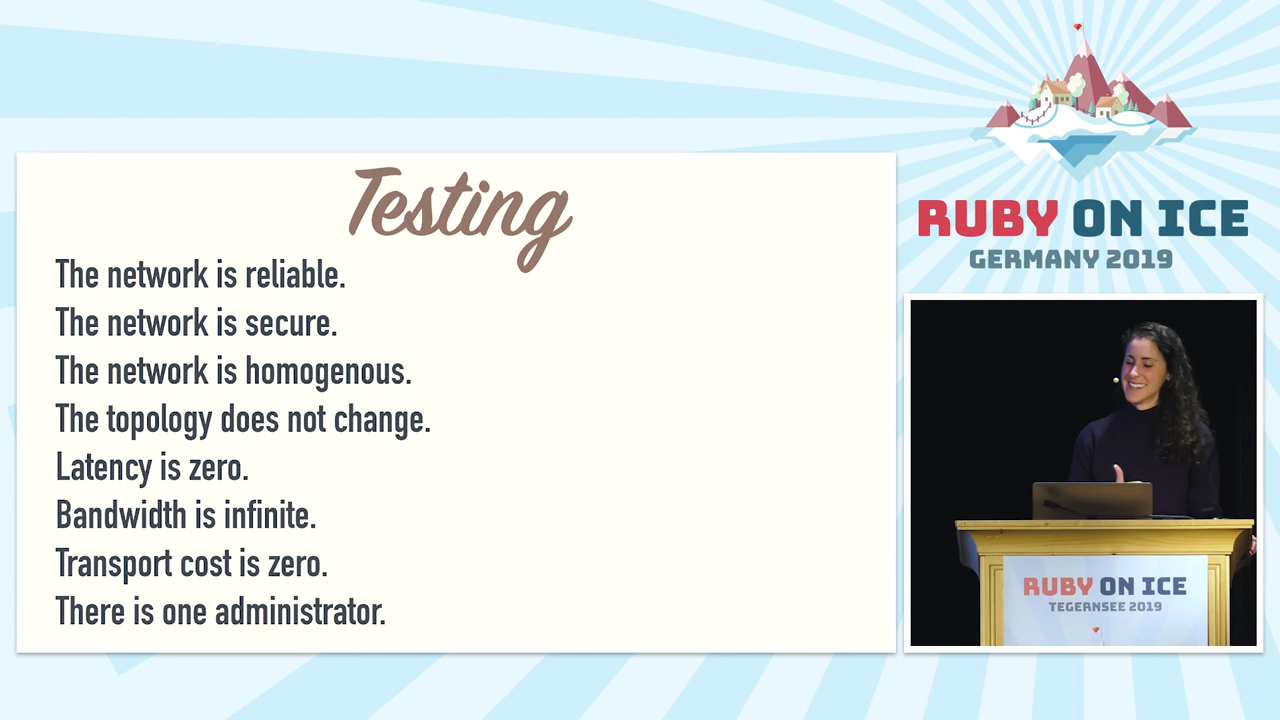 Testing
The network is reliable.
The network is secure.
The network is homogenous.
The topology does not change.
Latency is zero.
Bandwidth is infinite.
Transport cost is zero.
There is one administrator.
RUBY ON ICE
GERMANY 2019
RUBY ON ICE
TEGERNSEE 2019